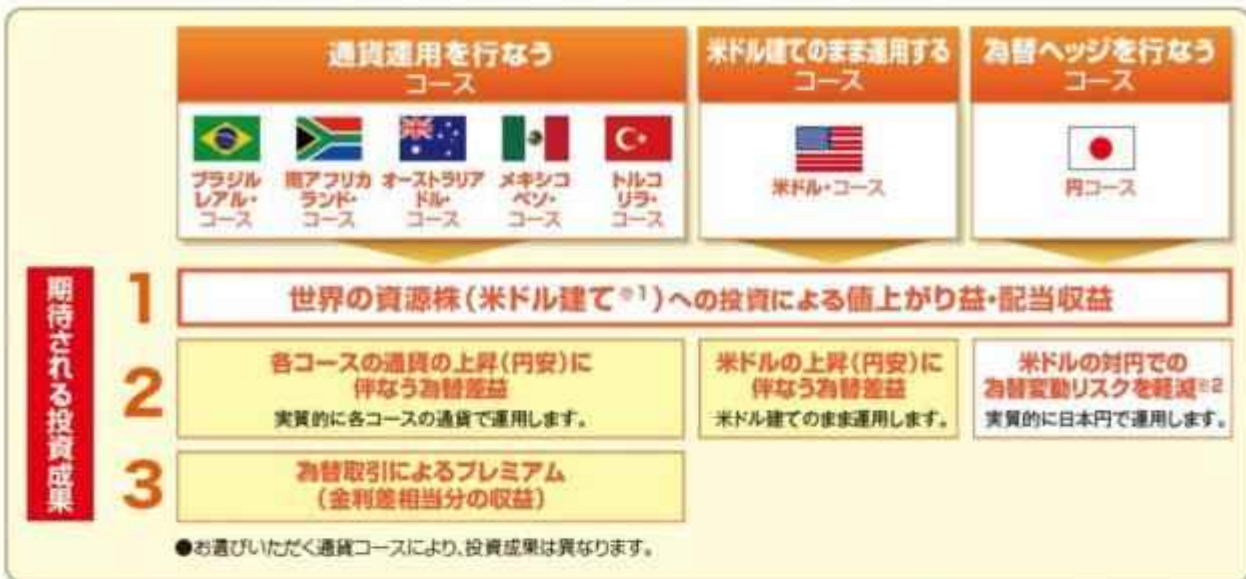 通貨運用を行なう
コース
米ドル建てのまま運用する
コース
為替ヘッジを行なう
コース
ブラジル
レアル・
コース
南アフリカ
ランド・
コース
オーストラリア
ドル・
コース
メキシコ
ペソ・
コース
トルコ
リラ・
コース
米ドル・コース
円コース
期待される投資成果
1
世界の資源株(米ドル建て※1)への投資による値上がり益・配当収益
2
各コースの通貨の上昇(円安)に
伴なう為替差益
実質的に各コースの通貨で運用します。
米ドルの上昇(円安)に
伴なう為替差益
米ドル建てのまま運用します。
米ドルの対円での
為替変動リスクを軽減※2
実質的に日本円で運用します。
3
為替取引によるプレミアム
(金利差相当分の収益)
●お選びいただく通貨コースにより、投資成果は異なります。